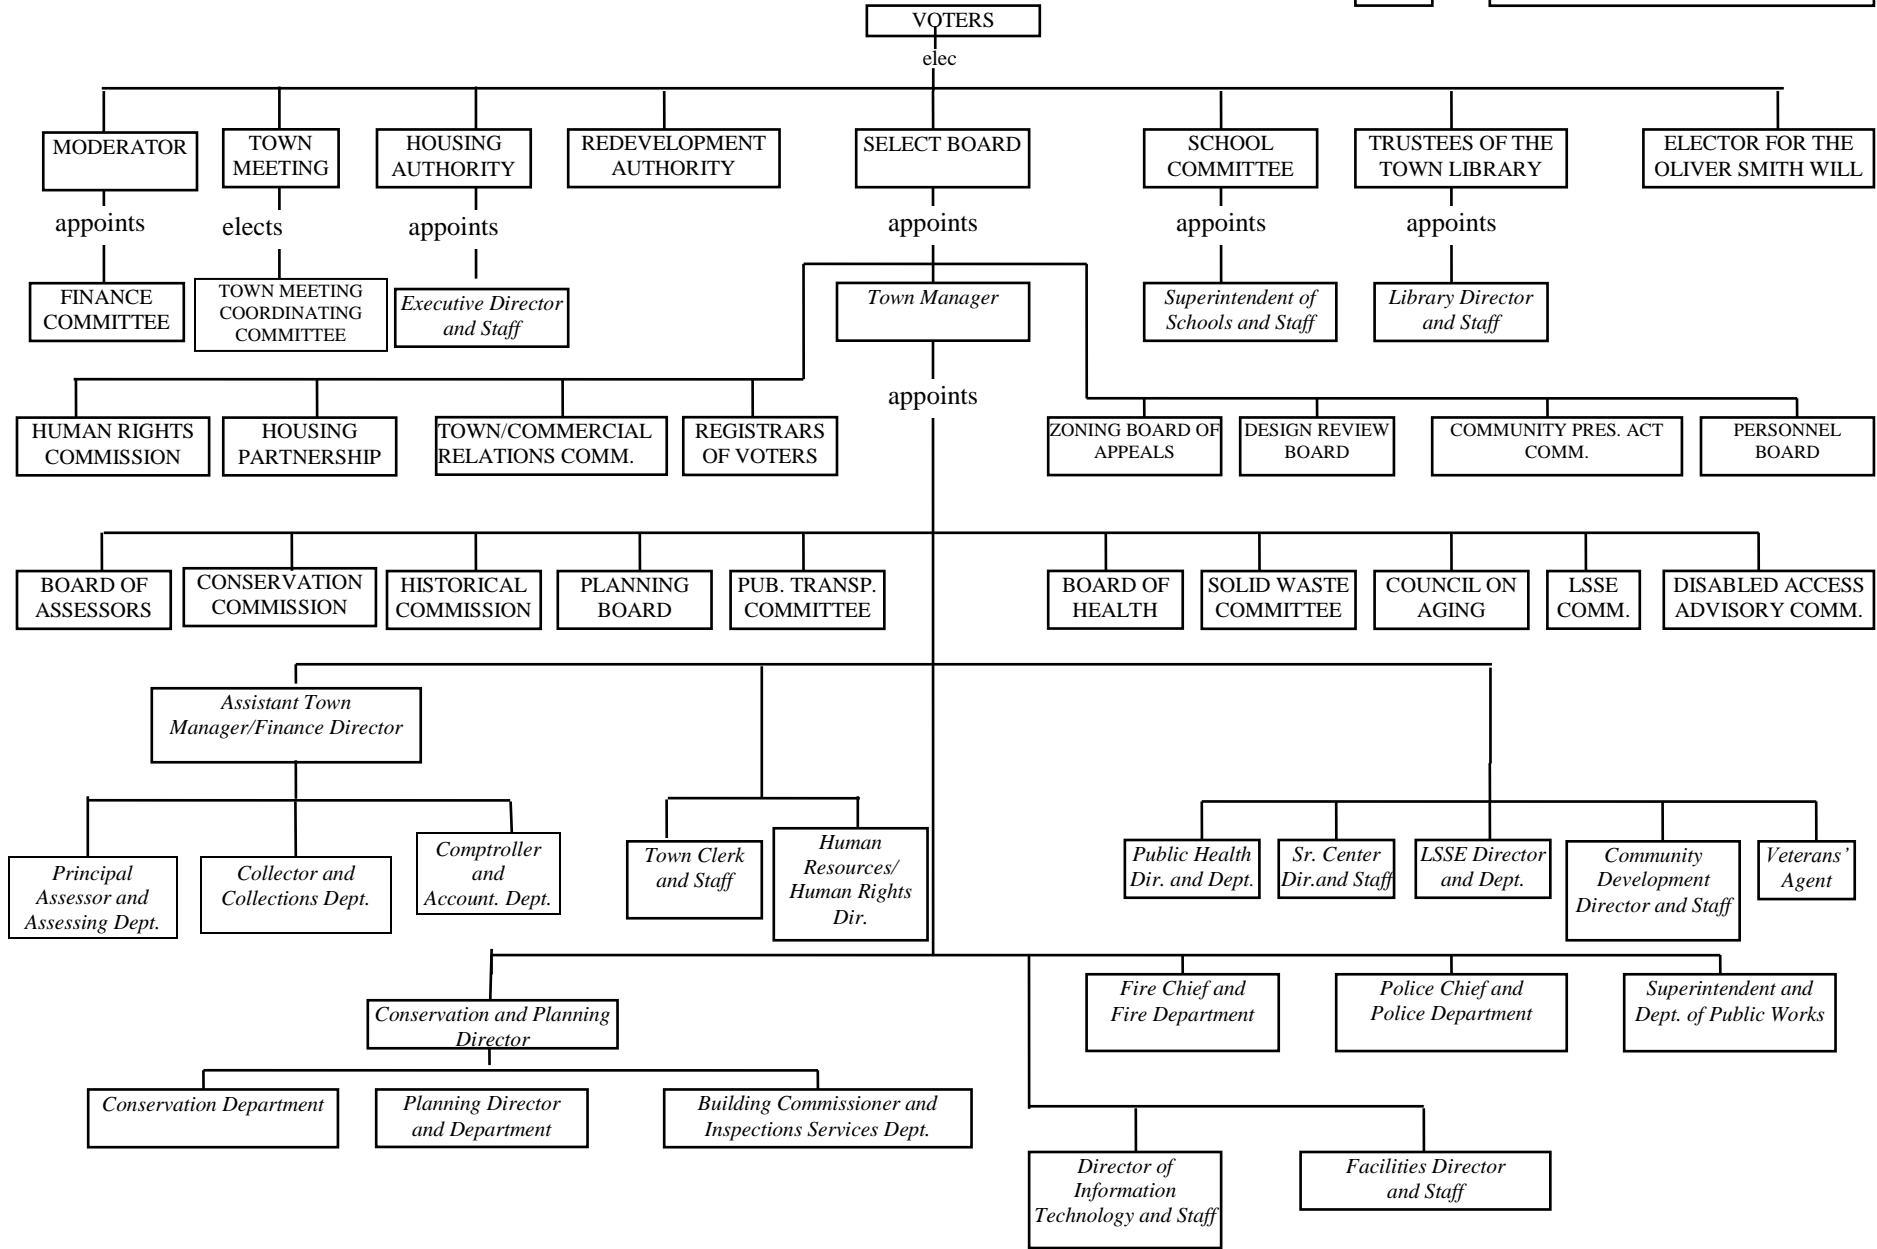 VOTERS
elec
MODERATOR
TOWN
MEETING
HOUSING
AUTHORITY
REDEVELOPMENT
AUTHORITY
SELECT BOARD
SCHOOL
COMMITTEE
TRUSTEES OF THE
TOWN LIBRARY
ELECTOR FOR THE
OLIVER SMITH WILL
appoints
elects
appoints
appoints
appoints
appoints
FINANCE
COMMITTEE
TOWN MEETING
COORDINATING
COMMITTEE
Executive Director
and Staff
Town Manager
Superintendent of
Schools and Staff
Library Director
and Staff
appoints
HUMAN RIGHTS
COMMISSION
HOUSING
PARTNERSHIP
TOWN/COMMERCIAL
RELATIONS COMM.
REGISTRARS
OF VOTERS
ZONING BOARD OF
APPEALS
DESIGN REVIEW
BOARD
COMMUNITY PRES. ACT
COMM.
PERSONNEL
BOARD
BOARD OF
ASSESSORS
CONSERVATION
COMMISSION
HISTORICAL
COMMISSION
PLANNING
BOARD
PUB. TRANSP.
COMMITTEE
BOARD OF
HEALTH
SOLID WASTE
COMMITTEE
COUNCIL ON
AGING
LSSE
COMM.
DISABLED ACCESS
ADVISORY COMM.
Assistant Town
Manager/Finance Director
Principal
Assessor and
Assessing Dept.
Collector and
Collections Dept.
Comptroller
and
Account. Dept.
Town Clerk
and Staff
Human
Resources/
Human Rights
Dir.
Public Health
Dir. and Dept.
Sr. Center
Dir.and Staff
LSSE Director
and Dept.
Community
Development
Director and Staff
Veterans’
Agent
Conservation and Planning
Director
Fire Chief and
Fire Department
Police Chief and
Police Department
Superintendent and
Dept. of Public Works
Conservation Department
Planning Director
and Department
Building Commissioner and
Inspections Services Dept.
Director of
Information
Technology and Staff
Facilities Director
and Staff